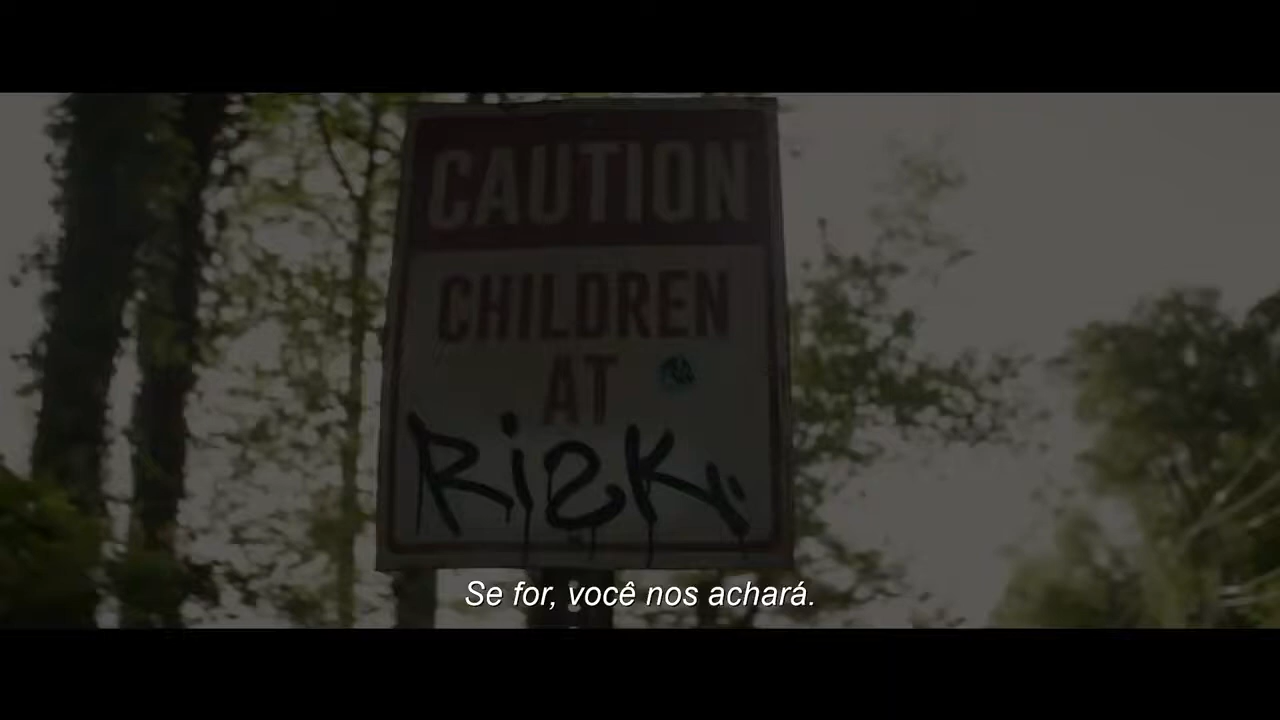 CAUTION
CHILDREN
AT
RiSK
Se for, você nos achará.